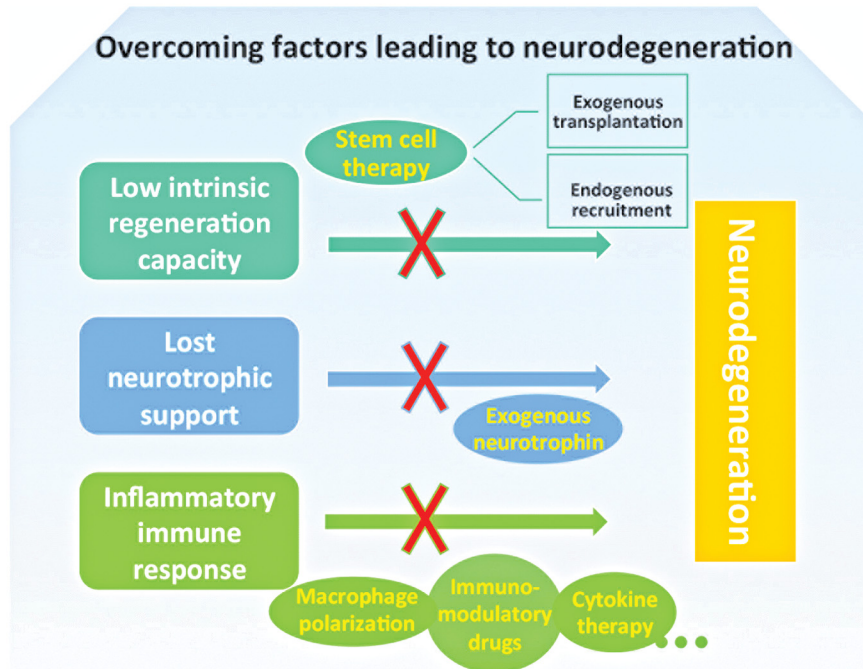 Overcoming factors leading to neurodegeneration
Stem cell
therapy
Exogenous
transplantation
Endogenous
recruitment
Low intrinsic
regeneration
capacity
Lost
neurotrophic
support
Exogenous
neurotrophin
Inflammatory
immune
response
Macrophage
polarization
Immuno-
modulatory
drugs
Cytokine
therapy
Neurodegeneration